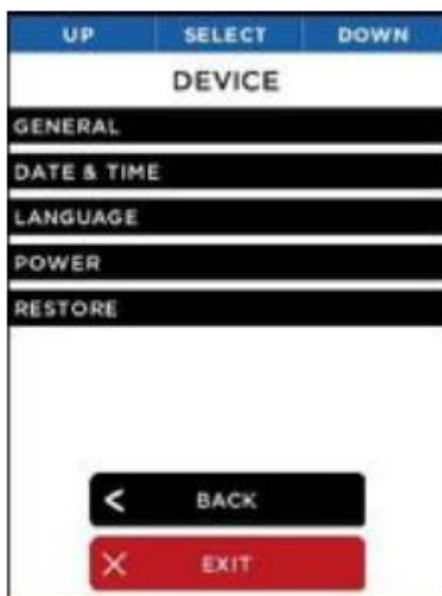 UP SELECT DOWN
DEVICE
GENERAL
DATE & TIME
LANGUAGE
POWER
RESTORE
< BACK
X EXIT